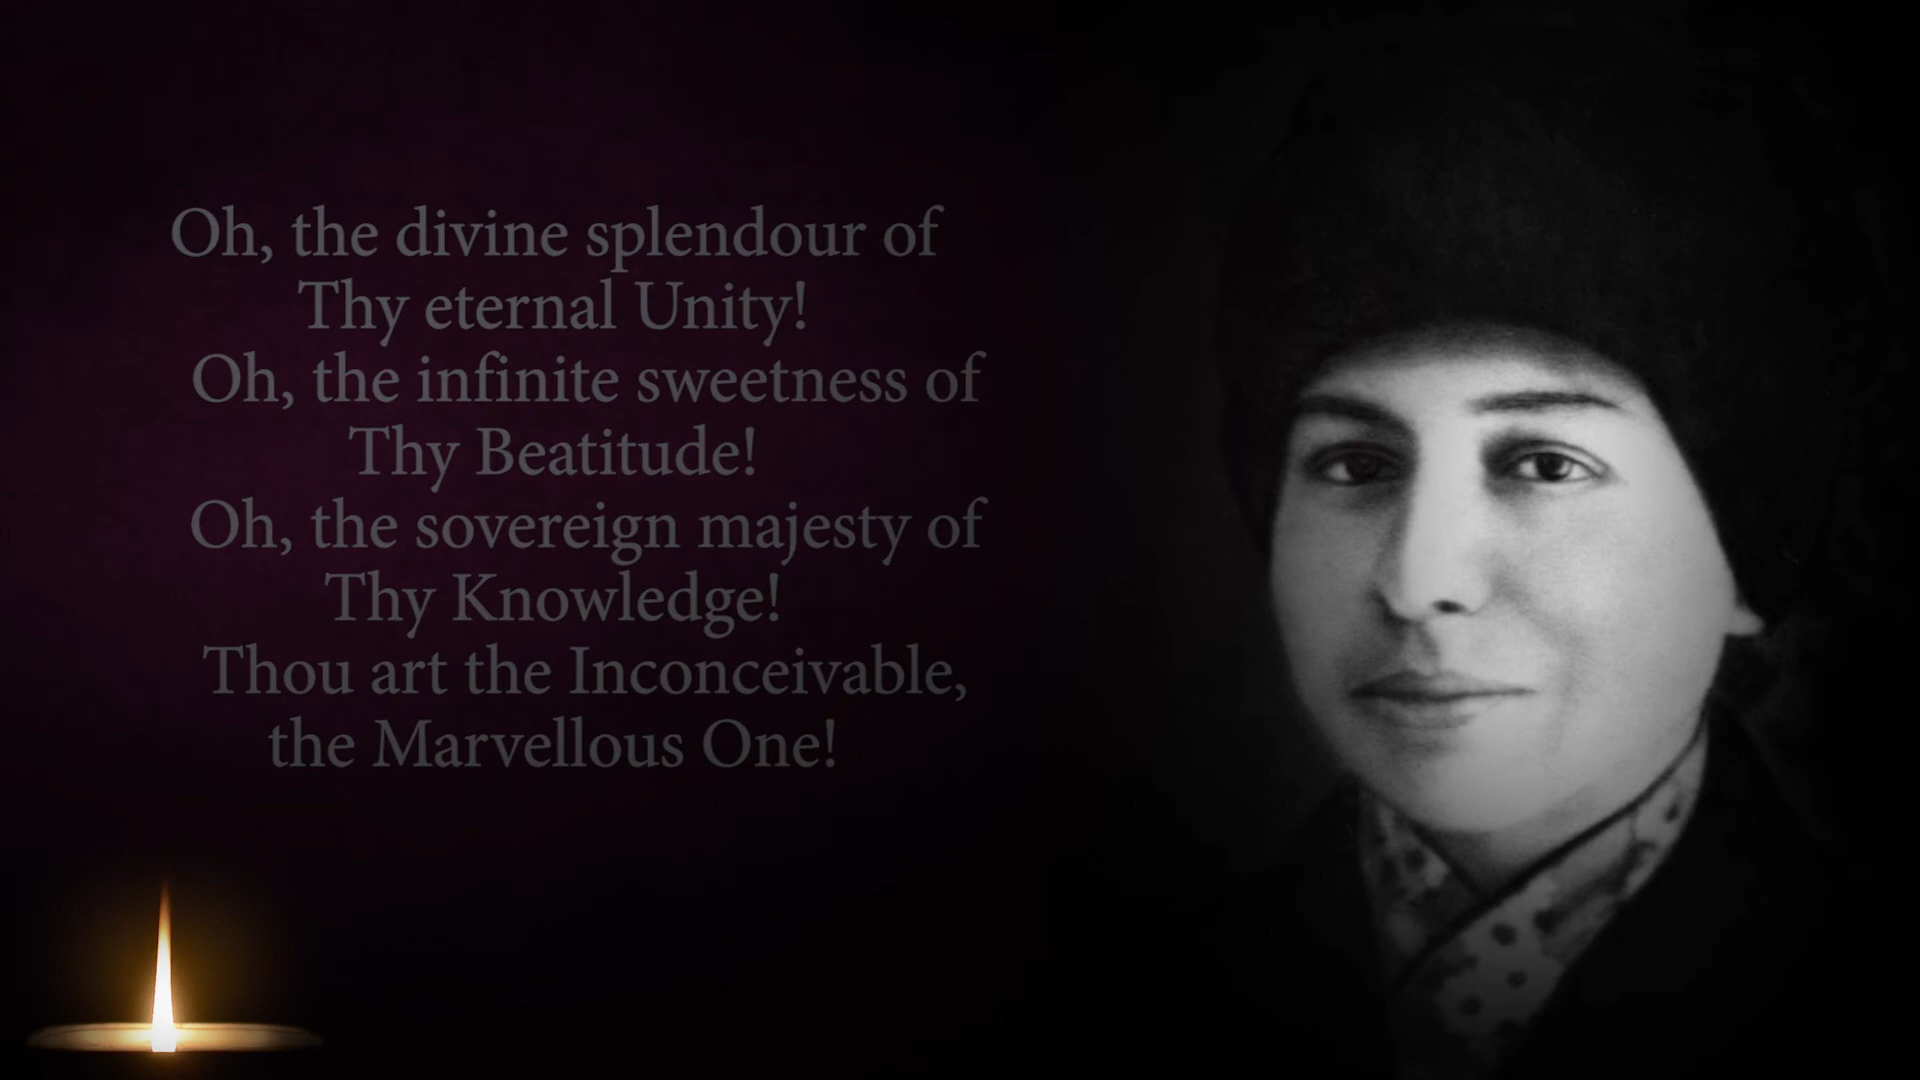 Oh, the divine splendour of
Thy eternal Unity!
Oh, the infinite sweetness of
Thy Beatitude!
Oh, the sovereign majesty of
Thy Knowledge!
Thou art the Inconceivable,
the Marvellous One!